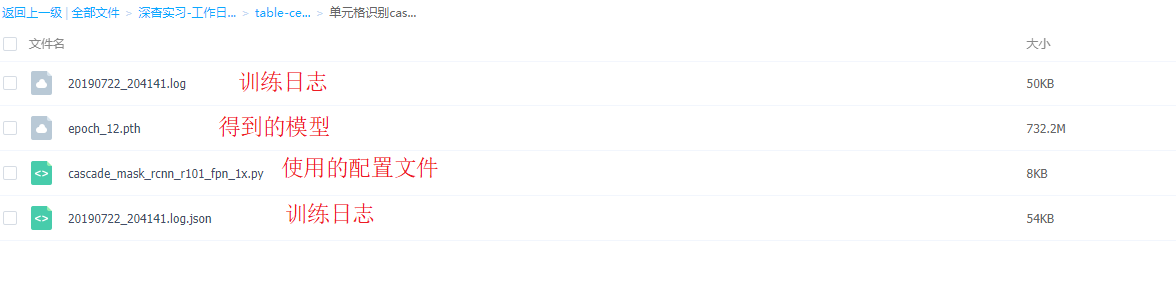 返回上一级 | 全部文件 > 深斋实习-工作日... > table-ce... > 单元格识别cas...
文件名 大小
20190722_204141.log 训练日志 50KB
epoch_12.pth 得到的模型 732.2M
cascade_mask_rcnn_r101_fpn_1x.py 使用的配置文件 8KB
20190722_204141.log.json 训练日志 54KB